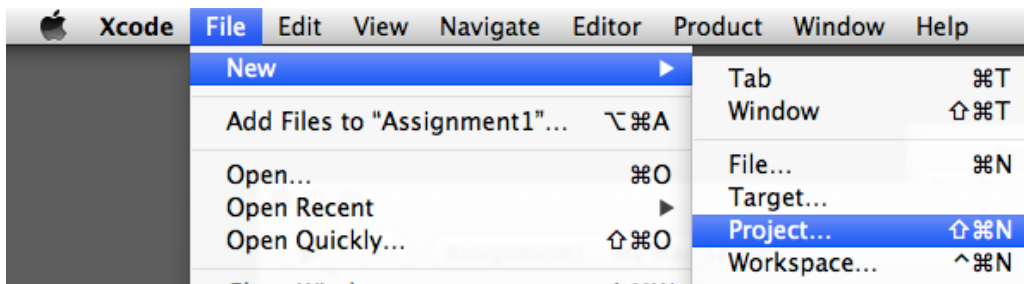 Xcode File Edit View Navigate Editor Product Window Help
New
Add Files to “Assignment1”... ⌥⌘A
Open... ⌘O
Open Recent
Open Quickly... ⇧⌘O
Tab ⌘T
Window ⇧⌘T
File... ⌘N
Target...
Project... ⇧⌘N
Workspace... ^⌘N